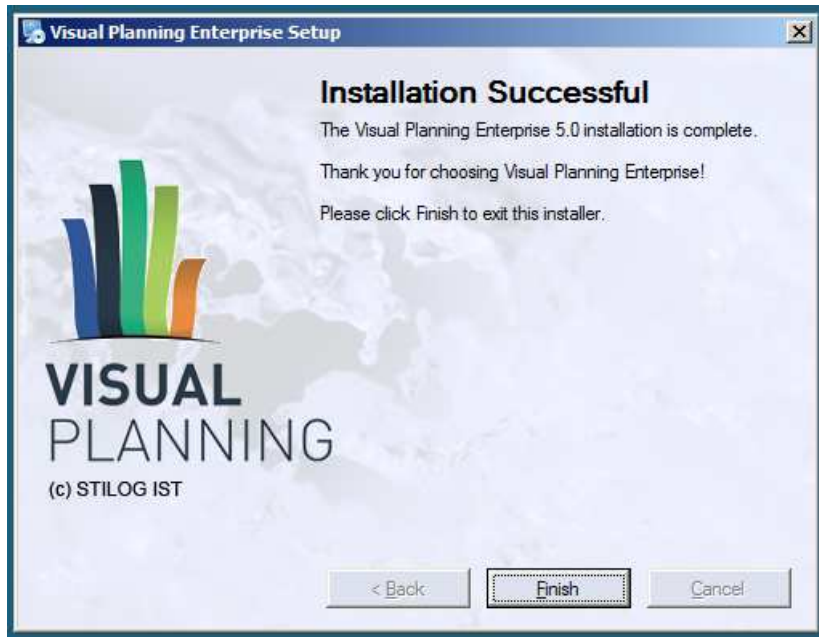 Visual Planning Enterprise Setup
Installation Successful
The Visual Planning Enterprise 5.0 installation is complete.
Thank you for choosing Visual Planning Enterprise!
Please click Finish to exit this installer.
VISUAL
PLANNING
(c) STILOG IST
< Back Finish Cancel